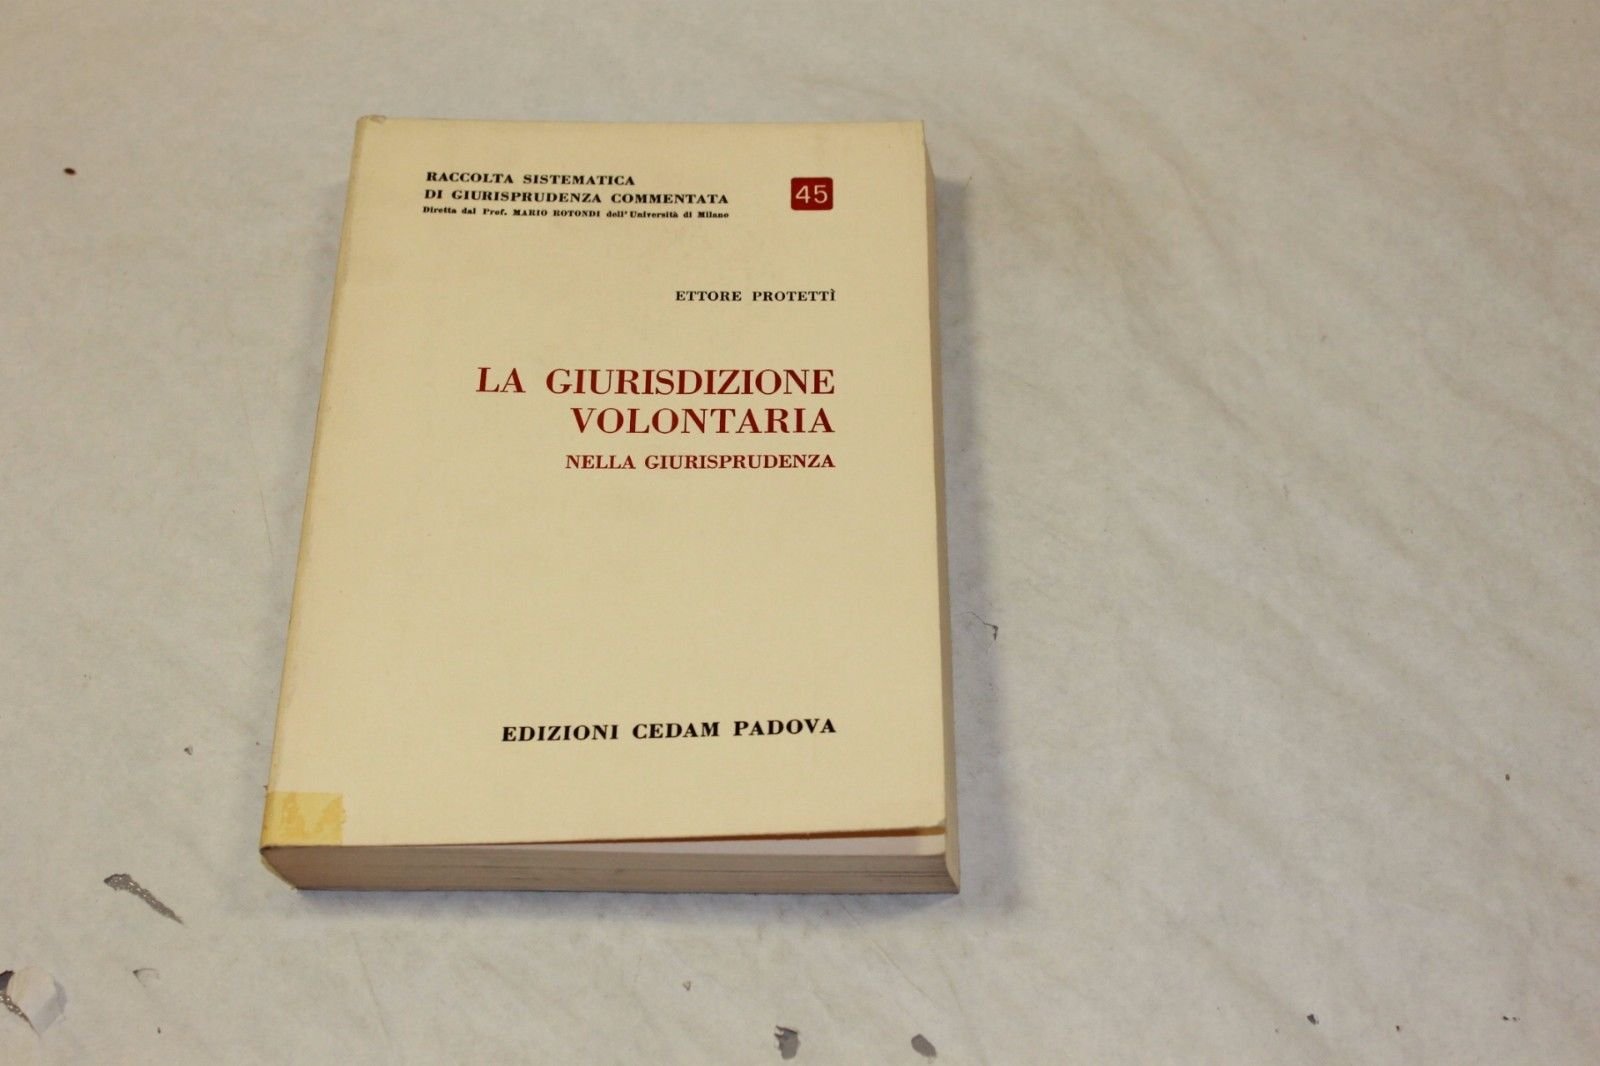 RACCOLTA SISTEMATICA
DI GIURISPRUDENZA COMMENTATA
Diretta dal Prof. MARIO ROTONDI dell'Università di Milano
45
ETTORE PROTETTÌ
LA GIURISDIZIONE
VOLONTARIA
NELLA GIURISPRUDENZA
EDIZIONI CEDAM PADOVA